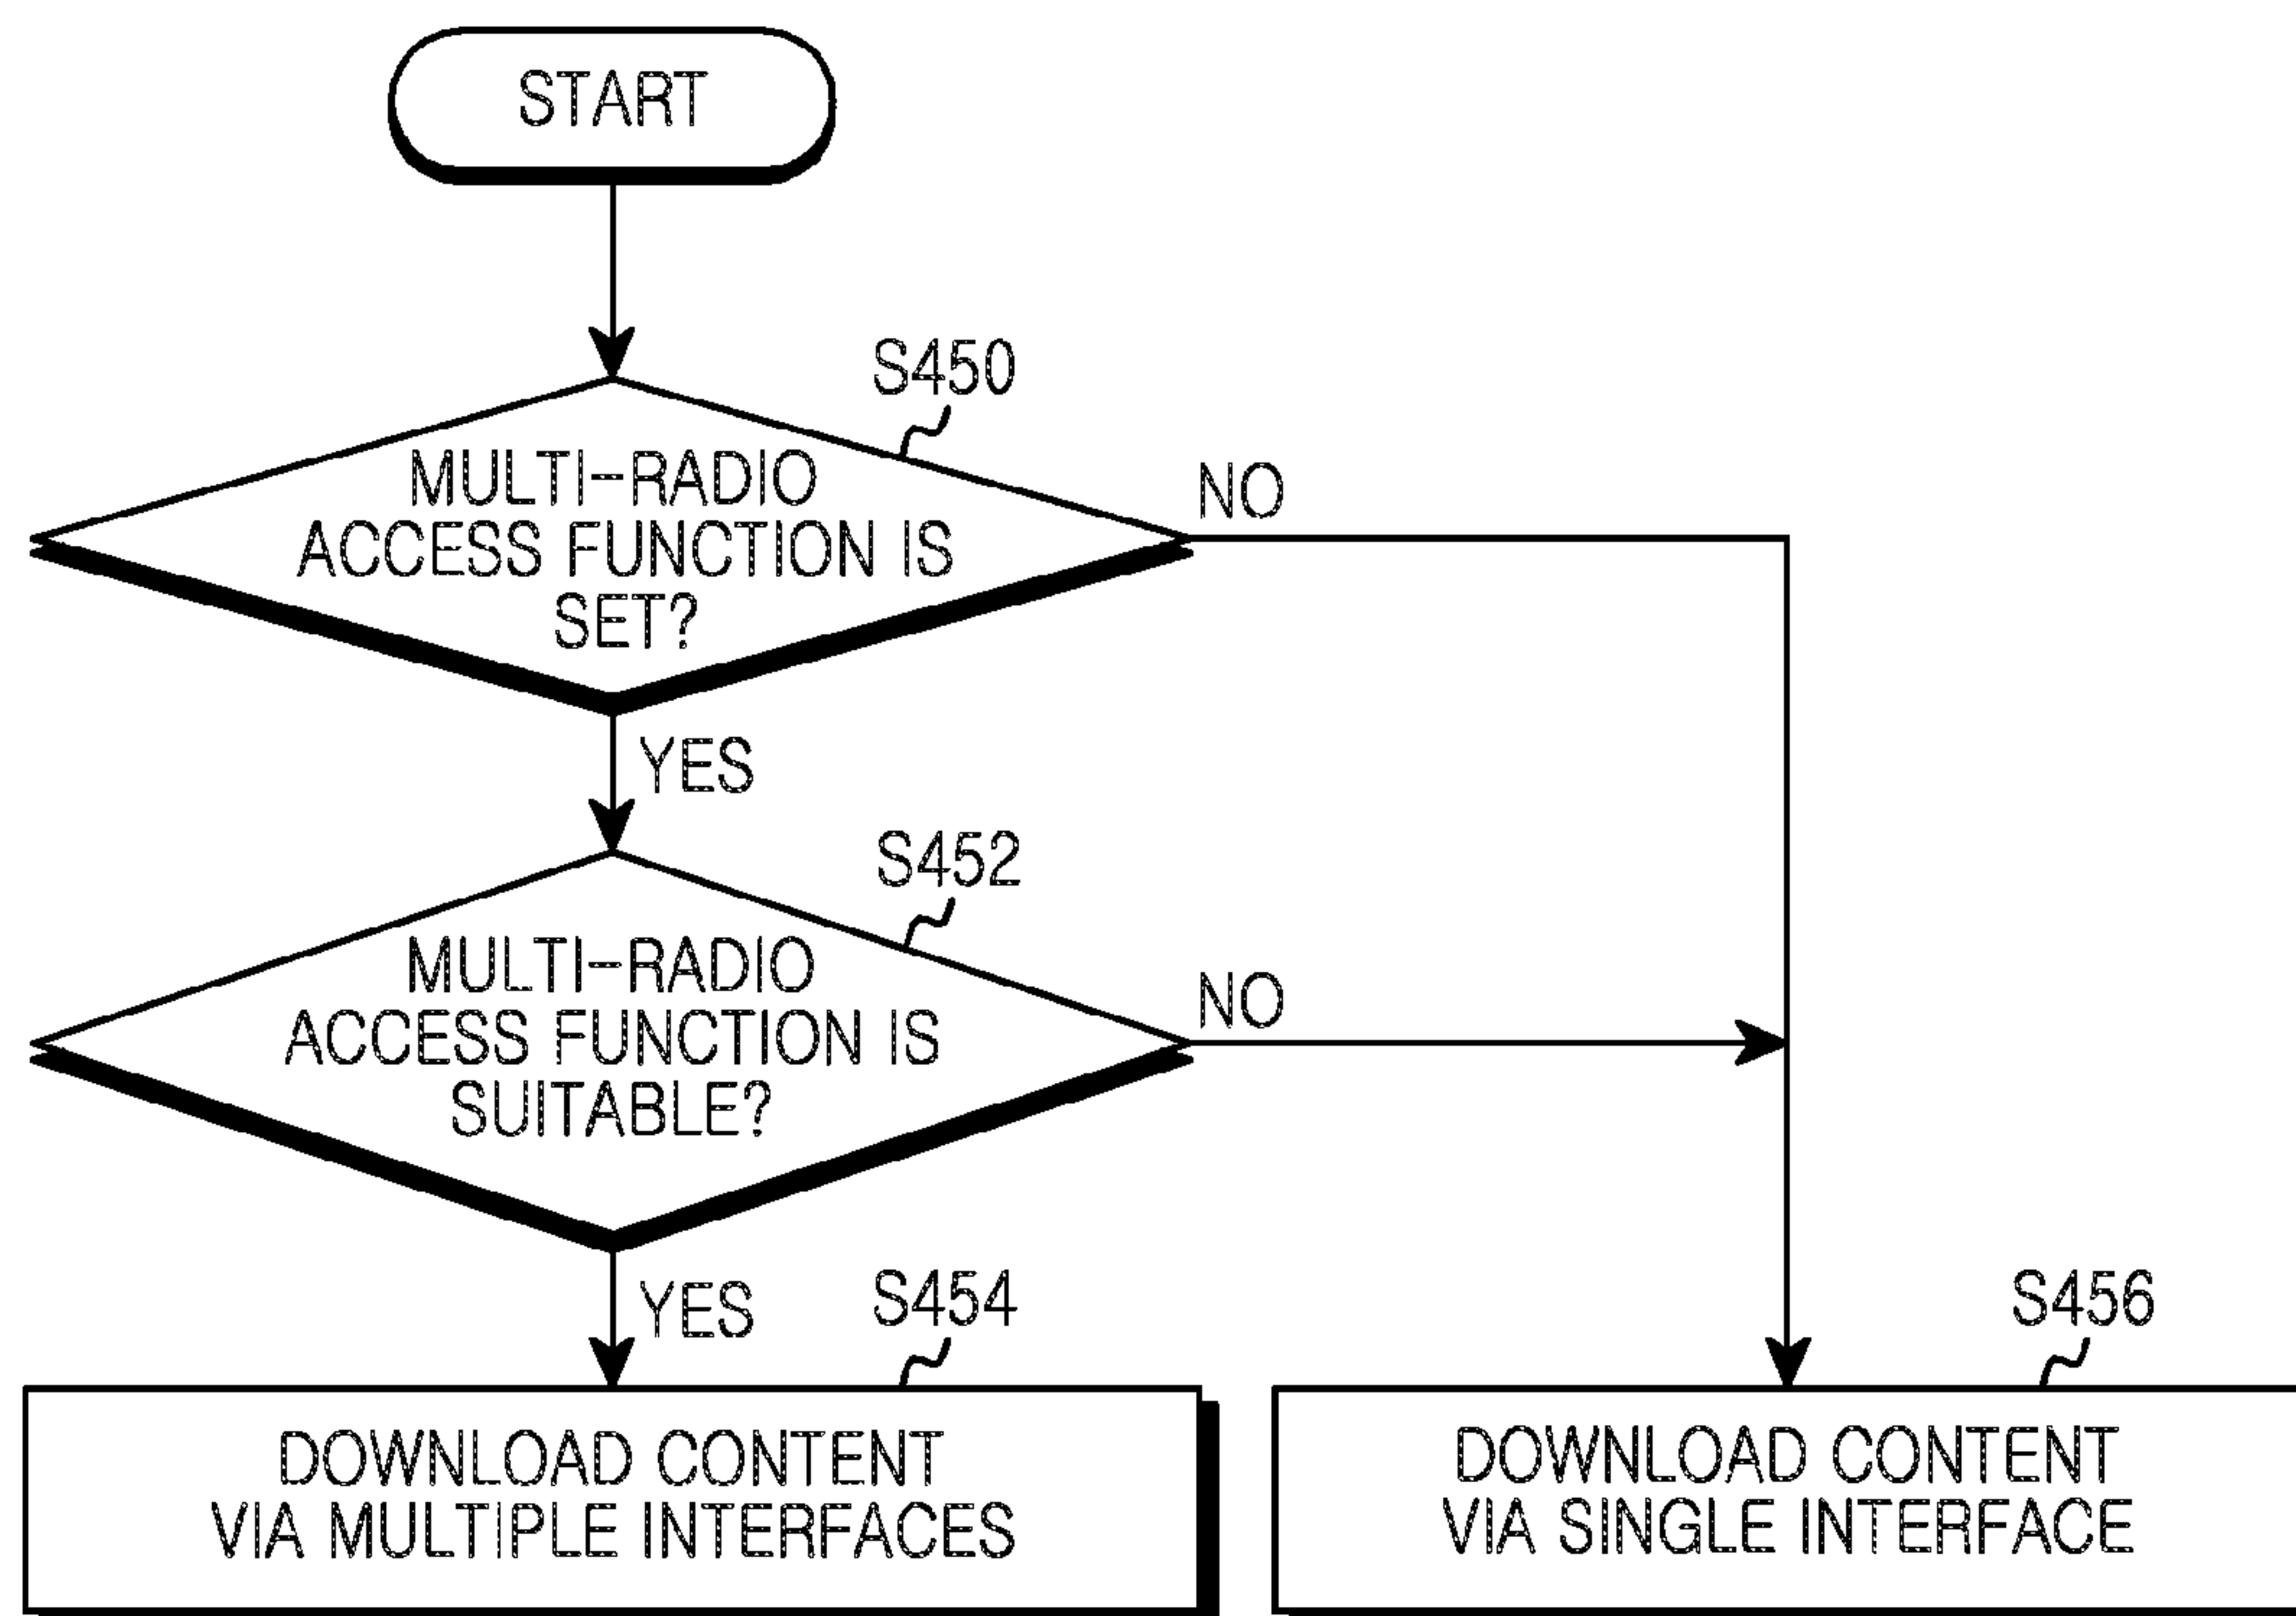 START
S450
MULTI-RADIO
ACCESS FUNCTION IS
SET?
NO
YES
S452
MULTI-RADIO
ACCESS FUNCTION IS
SUITABLE?
NO
YES
S454
DOWNLOAD CONTENT
VIA MULTIPLE INTERFACES
S456
DOWNLOAD CONTENT
VIA SINGLE INTERFACE